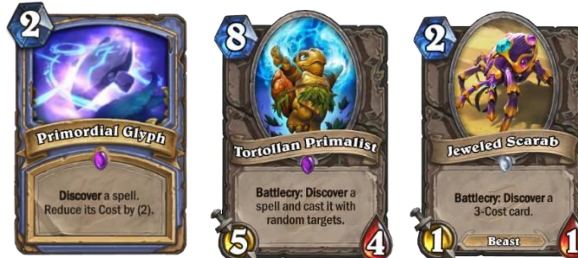 2
Primordial Glyph
Discover a spell.
Reduce its Cost by (2).
8
Tortollan Primalist
Battlecry: Discover a
spell and cast it with
random targets.
5
4
2
Jeweled Scarab
Battlecry: Discover a
3-Cost card.
1
Beast
1